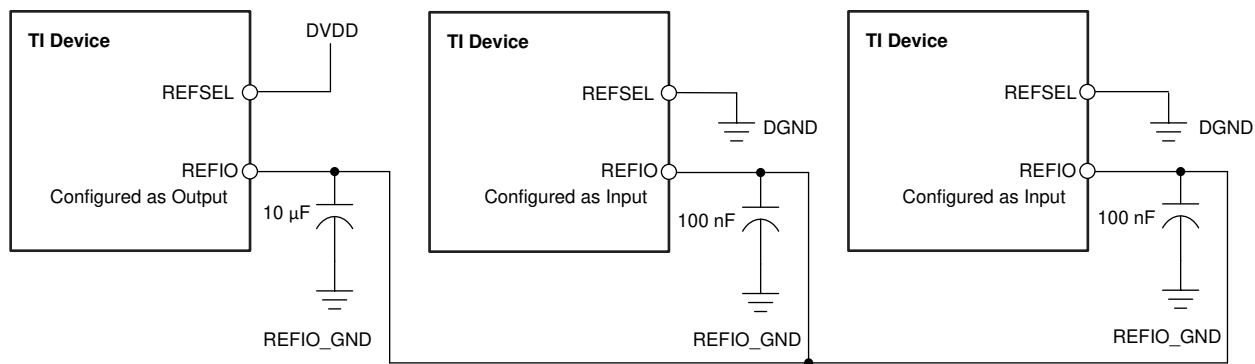 TI Device
DVDD
REFSEL
REFIO
Configured as Output
10 µF
REFIO_GND
TI Device
REFSEL
DGND
REFIO
Configured as Input
100 nF
REFIO_GND
TI Device
REFSEL
DGND
REFIO
Configured as Input
100 nF
REFIO_GND